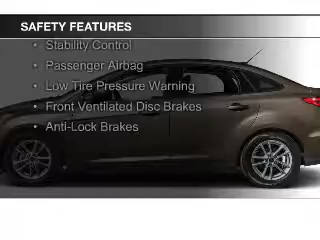 SAFETY FEATURES
• Stability Control
• Passenger Airbag
• Low Tire Pressure Warning
• Front Ventilated Disc Brakes
• Anti-Lock Brakes